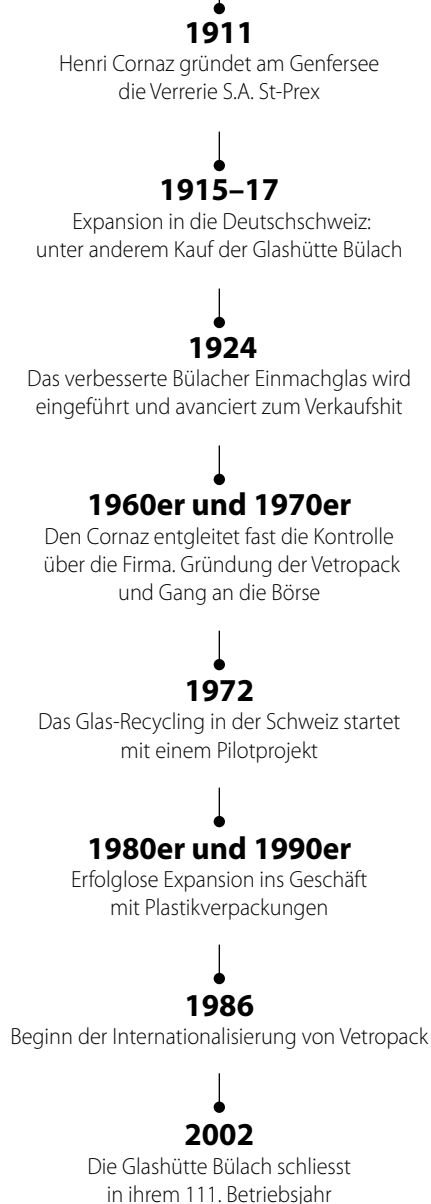 1911
Henri Cornaz gründet am Genfersee
die Verrerie S.A. St-Prex
1915–17
Expansion in die Deutschschweiz:
unter anderem Kauf der Glashütte Bülach
1924
Das verbesserte Bülacher Einmachglas wird
eingeführt und avanciert zum Verkaufshit
1960er und 1970er
Den Cornaz entgleitet fast die Kontrolle
über die Firma. Gründung der Vetropack
und Gang an die Börse
1972
Das Glas-Recycling in der Schweiz startet
mit einem Pilotprojekt
1980er und 1990er
Erfolglose Expansion ins Geschäft
mit Plastikverpackungen
1986
Beginn der Internationalisierung von Vetropack
2002
Die Glashütte Bülach schliesst
in ihrem 111. Betriebsjahr